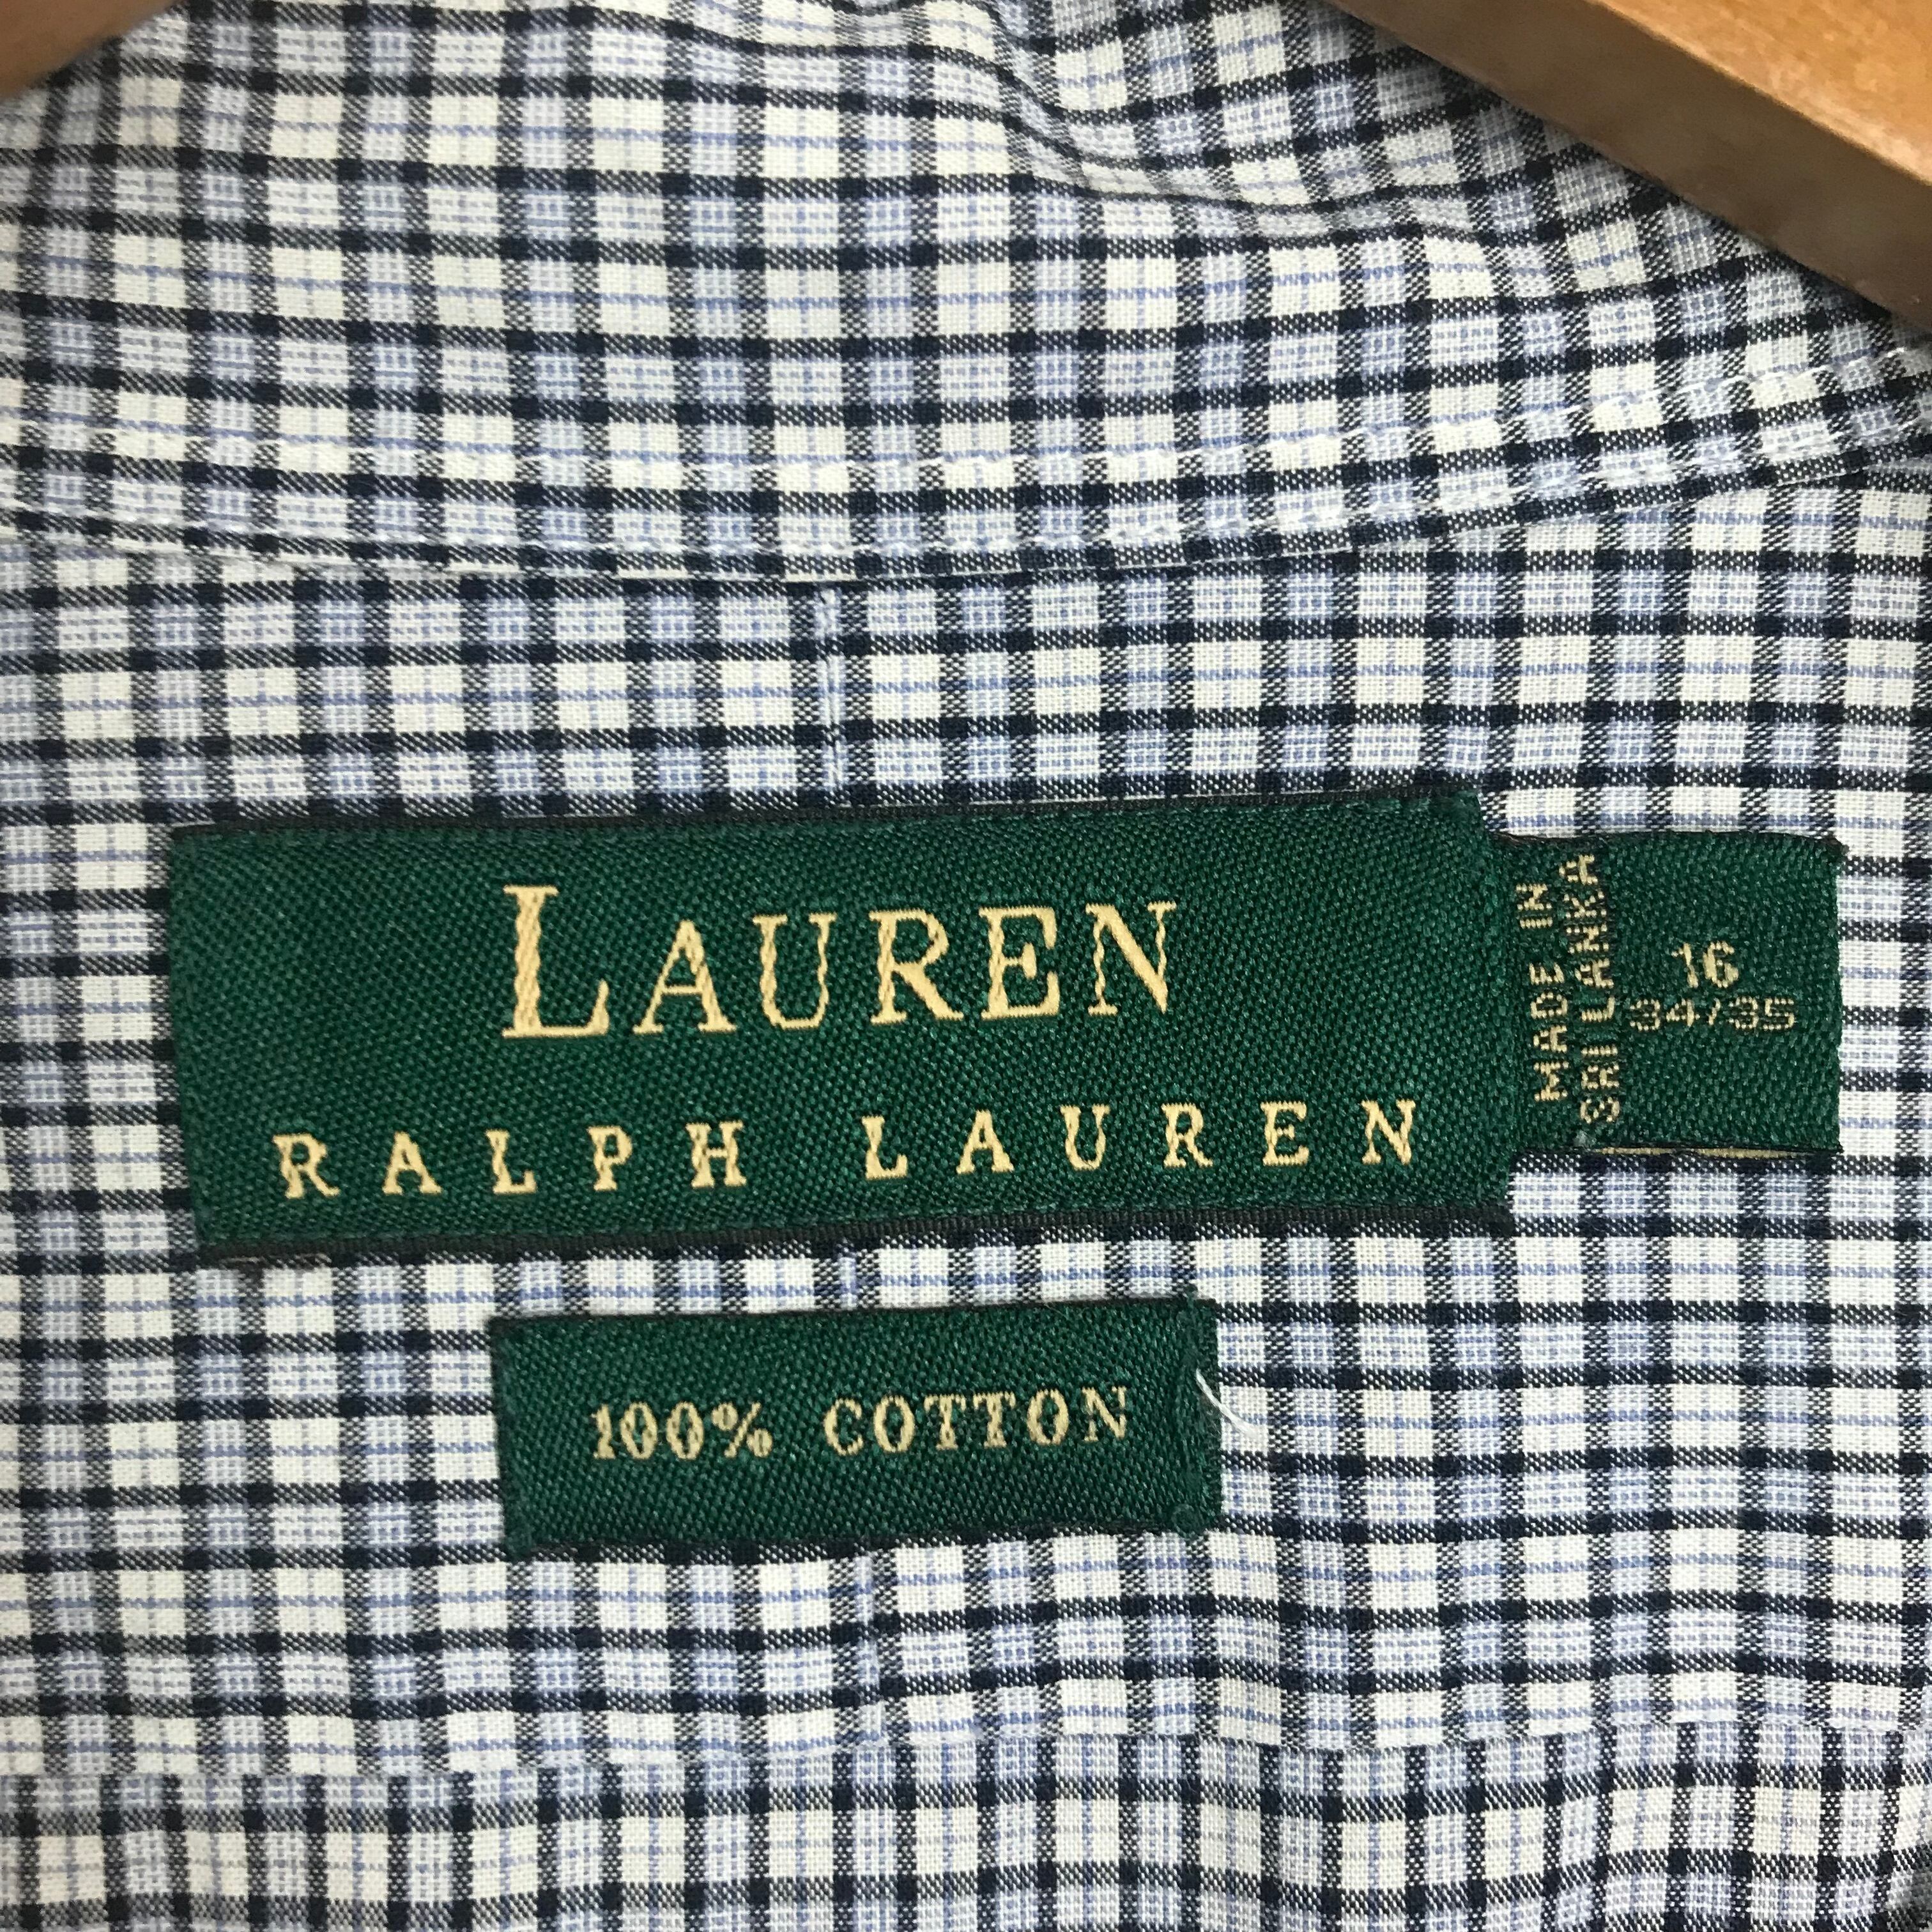 LAUREN
RALPH LAUREN
MADE IN
SRI LANKA
16
34/35
100% COTTON